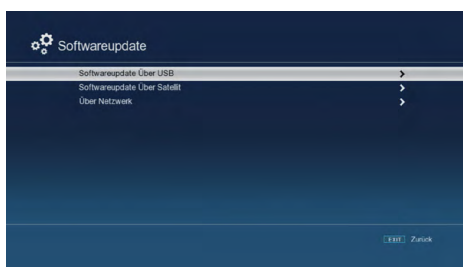 Softwareupdate
Softwareupdate Über USB
Softwareupdate Über Satellit
Über Netzwerk
EXIT Zurück